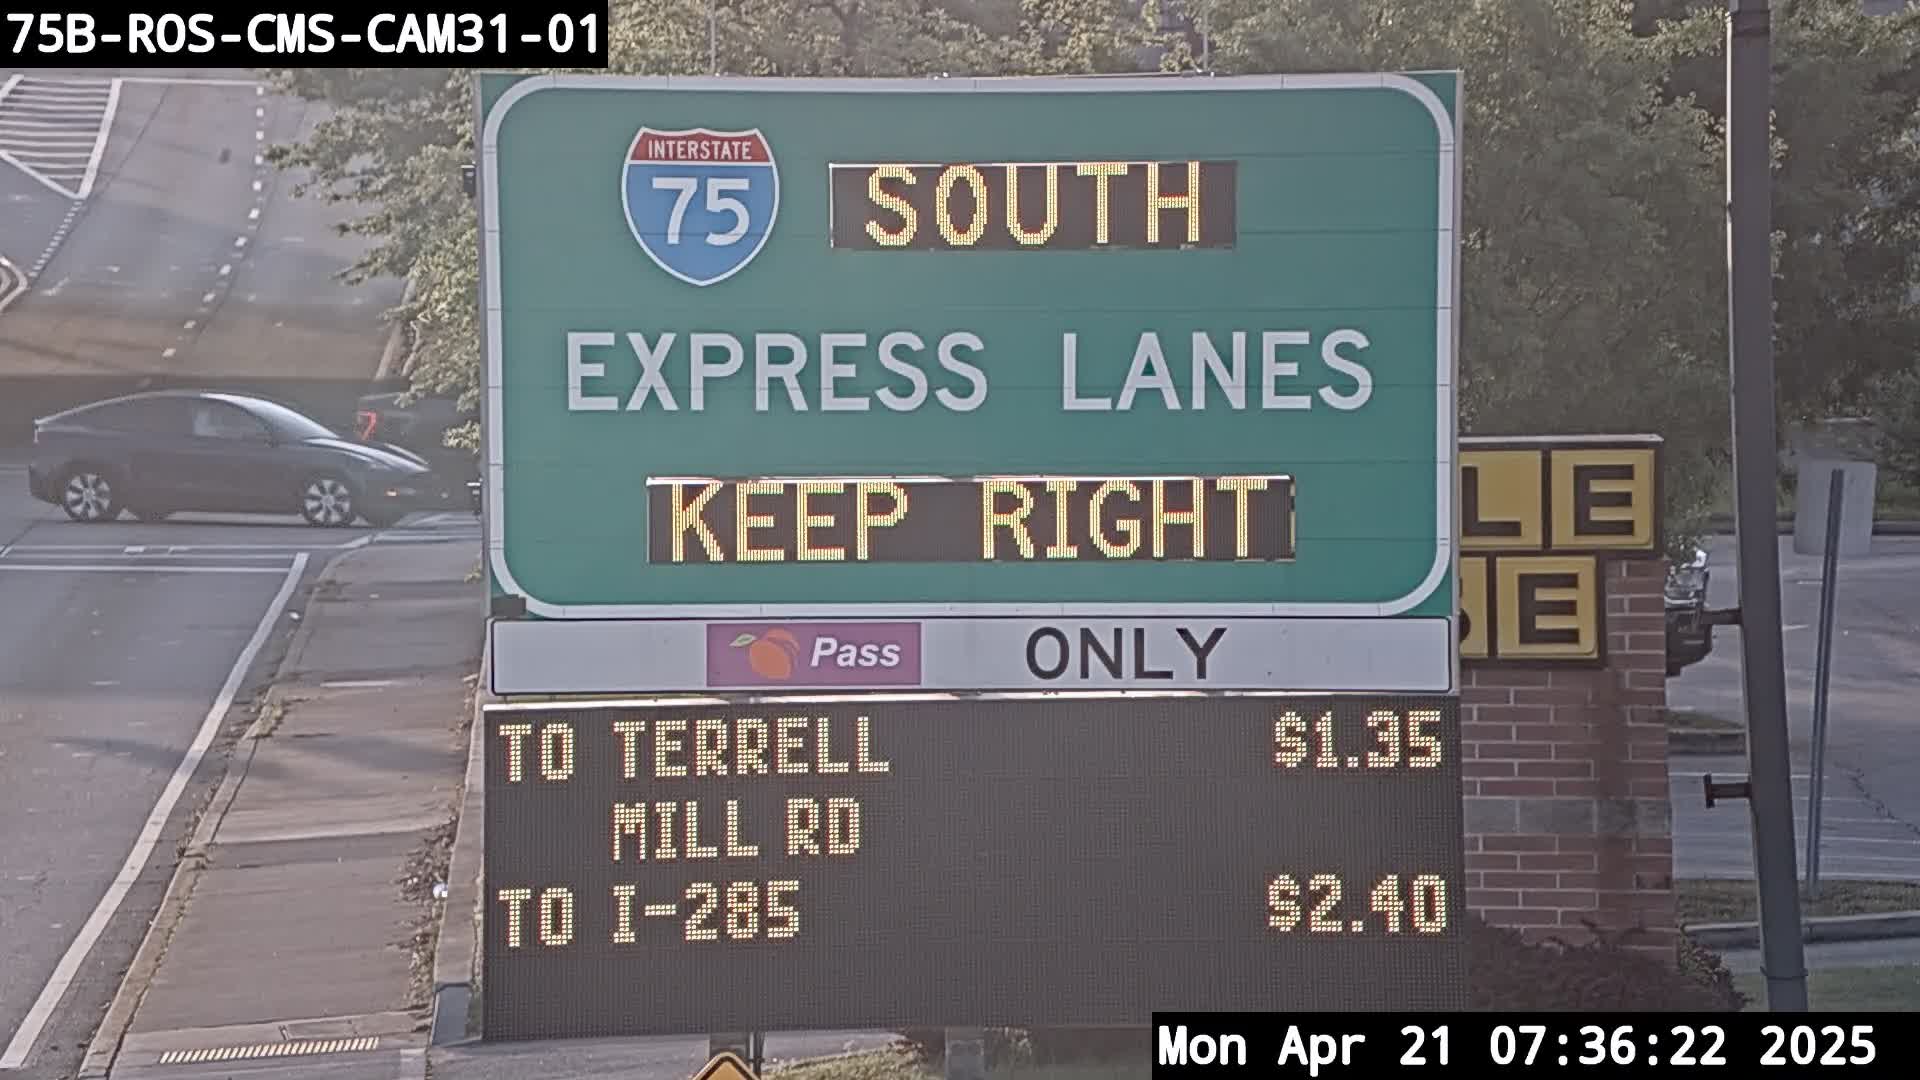 75B-ROS-CMS-CAM31-01
INTERSTATE
75
SOUTH
EXPRESS LANES
KEEP RIGHT
Pass ONLY
TO TERRELL $1.35
MILL RD
TO I-285 $2.40
LE
E
Mon Apr 21 07:36:22 2025